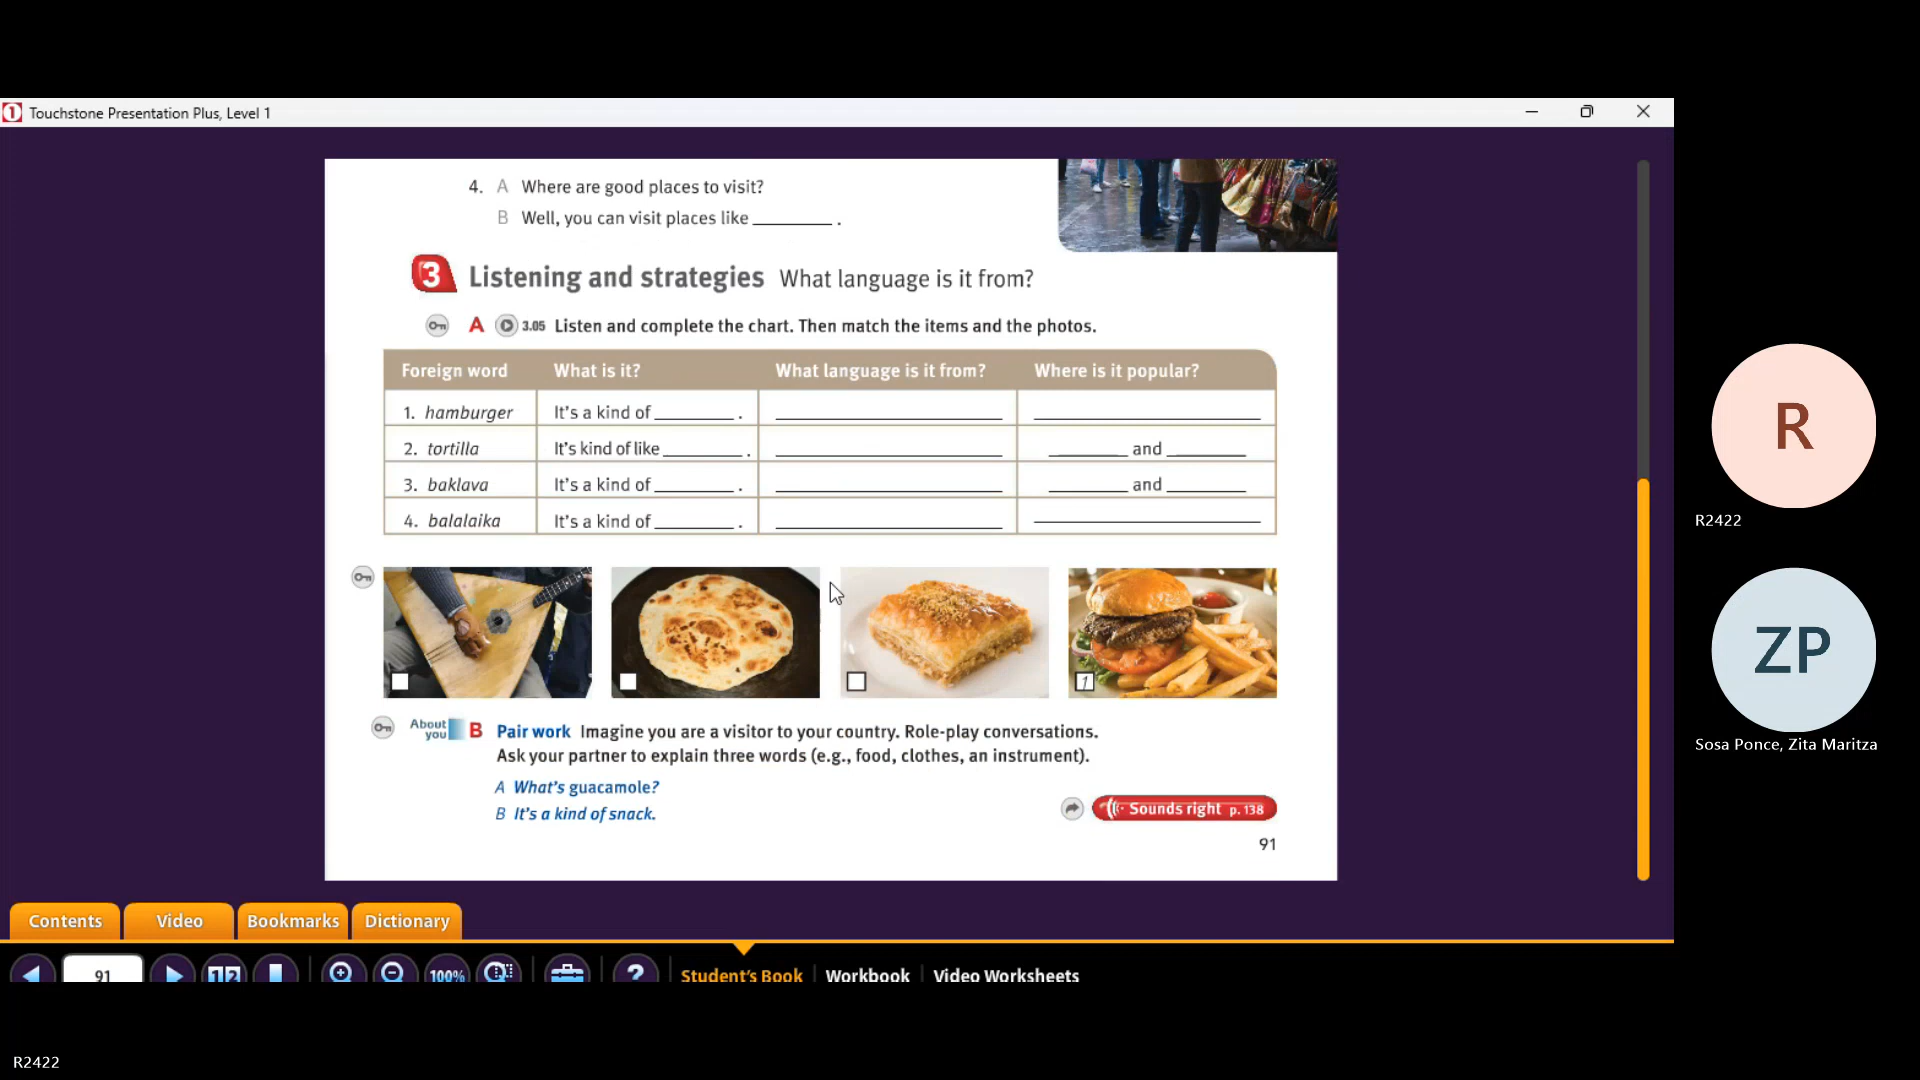 Touchstone Presentation Plus, Level 1
4. A Where are good places to visit?
B Well, you can visit places like ________ .
3 Listening and strategies What language is it from?
A 3.05 Listen and complete the chart. Then match the items and the photos.
Foreign word What is it? What language is it from? Where is it popular?
1. hamburger It's a kind of ________ . ________ ________
2. tortilla It's kind of like ________ . ________ ________ and ________
3. baklava It's a kind of ________ . ________ ________ and ________
4. balalaika It's a kind of ________ . ________ ________
1
About you B Pair work Imagine you are a visitor to your country. Role-play conversations.
Ask your partner to explain three words (e.g., food, clothes, an instrument).
A What's guacamole?
B It's a kind of snack.
Sounds right p. 138
91
R
R2422
ZP
Sosa Ponce, Zita Maritza
Contents Video Bookmarks Dictionary
91 12 100% ? Student's Book Workbook Video Worksheets
R2422